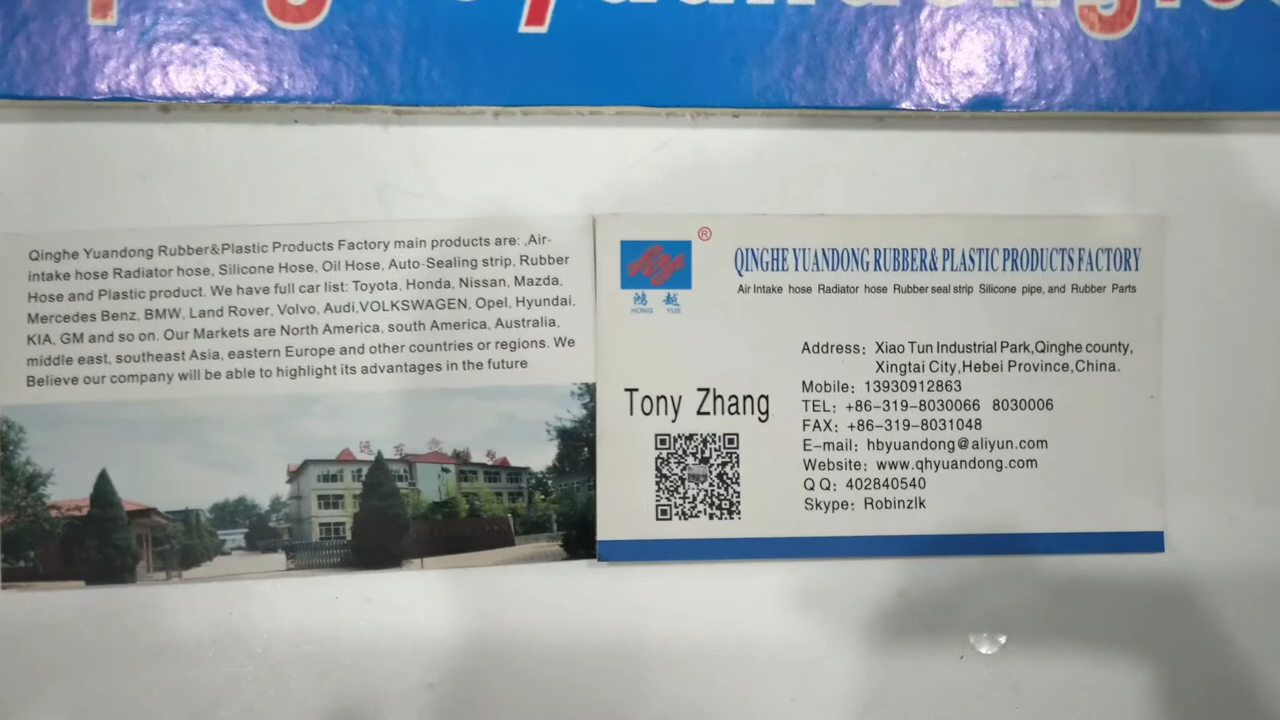 Qinghe Yuandong Rubber&Plastic Products Factory main products are: ,Air-
intake hose Radiator hose, Silicone Hose, Oil Hose, Auto-Sealing strip, Rubber
Hose and Plastic product. We have full car list: Toyota, Honda, Nissan, Mazda,
Mercedes Benz, BMW, Land Rover, Volvo, Audi,VOLKSWAGEN, Opel, Hyundai,
KIA, GM and so on. Our Markets are North America, south America, Australia,
middle east, southeast Asia, eastern Europe and other countries or regions. We
Believe our company will be able to highlight its advantages in the future
hy ®
鸿 越
HONG YUE
QINGHE YUANDONG RUBBER& PLASTIC PRODUCTS FACTORY
Air Intake hose Radiator hose Rubber seal strip Silicone pipe, and Rubber Parts
Tony Zhang
Address: Xiao Tun Industrial Park,Qinghe county,
Xingtai City,Hebei Province,China.
Mobile: 13930912863
TEL: +86-319-8030066 8030006
FAX: +86-319-8031048
E-mail: hbyuandong@aliyun.com
Website: www.qhyuandong.com
QQ: 402840540
Skype: Robinzlk